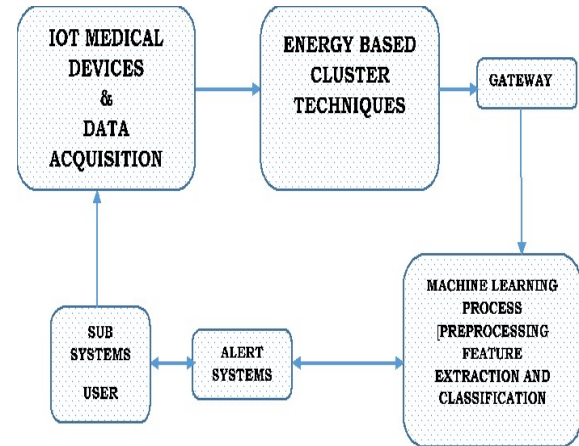 IOT MEDICAL
DEVICES
&
DATA
ACQUISITION
ENERGY BASED
CLUSTER
TECHNIQUES
GATEWAY
MACHINE LEARNING
PROCESS
[PREPROCESSING
FEATURE
EXTRACTION AND
CLASSIFICATION
ALERT
SYSTEMS
SUB
SYSTEMS
USER